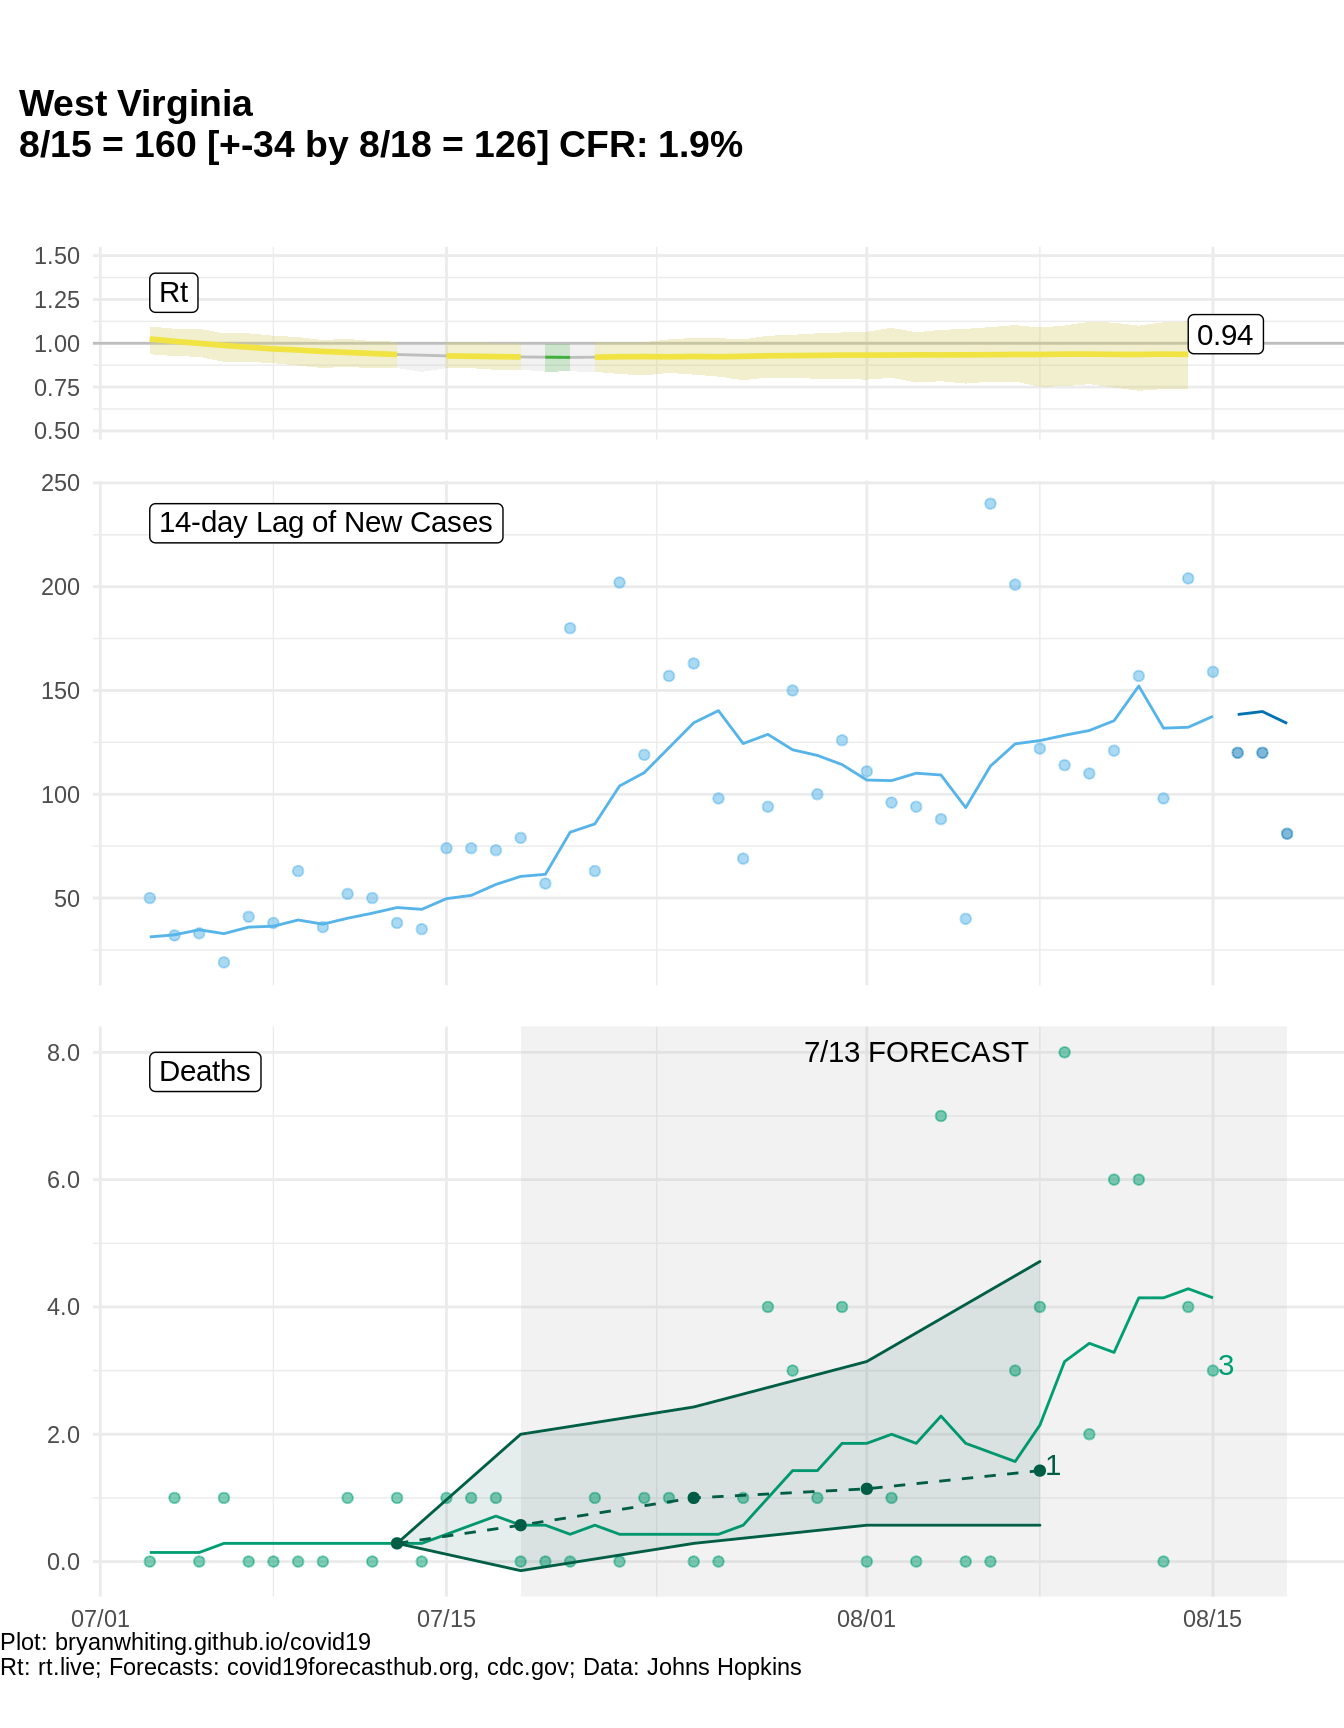 West Virginia
8/15 = 160 [+-34 by 8/18 = 126] CFR: 1.9%
1.50
1.25
1.00
0.75
0.50
Rt
0.94
250
200
150
100
50
14-day Lag of New Cases
8.0
6.0
4.0
2.0
0.0
Deaths
7/13 FORECAST
3
1
07/01
07/15
08/01
08/15
Plot: bryanwhiting.github.io/covid19
Rt: rt.live; Forecasts: covid19forecasthub.org, cdc.gov; Data: Johns Hopkins